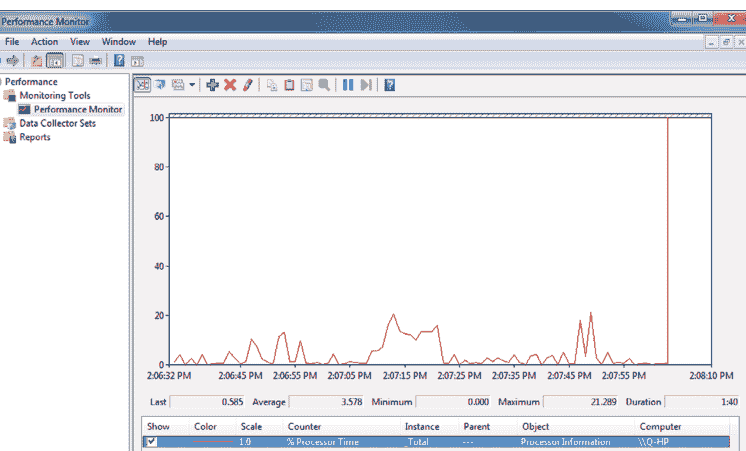 Performance Monitor
File Action View Window Help
Performance
Monitoring Tools
Performance Monitor
Data Collector Sets
Reports
100
80
60
40
20
0
2:06:32 PM 2:06:45 PM 2:06:55 PM 2:07:05 PM 2:07:15 PM 2:07:25 PM 2:07:35 PM 2:07:45 PM 2:07:55 PM 2:08:10 PM
Last 0.585 Average 3.578 Minimum 0.000 Maximum 21.289 Duration 1:40
Show Color Scale Counter Instance Parent Object Computer
1.0 % Processor Time _Total --- Processor Information \\Q-HP